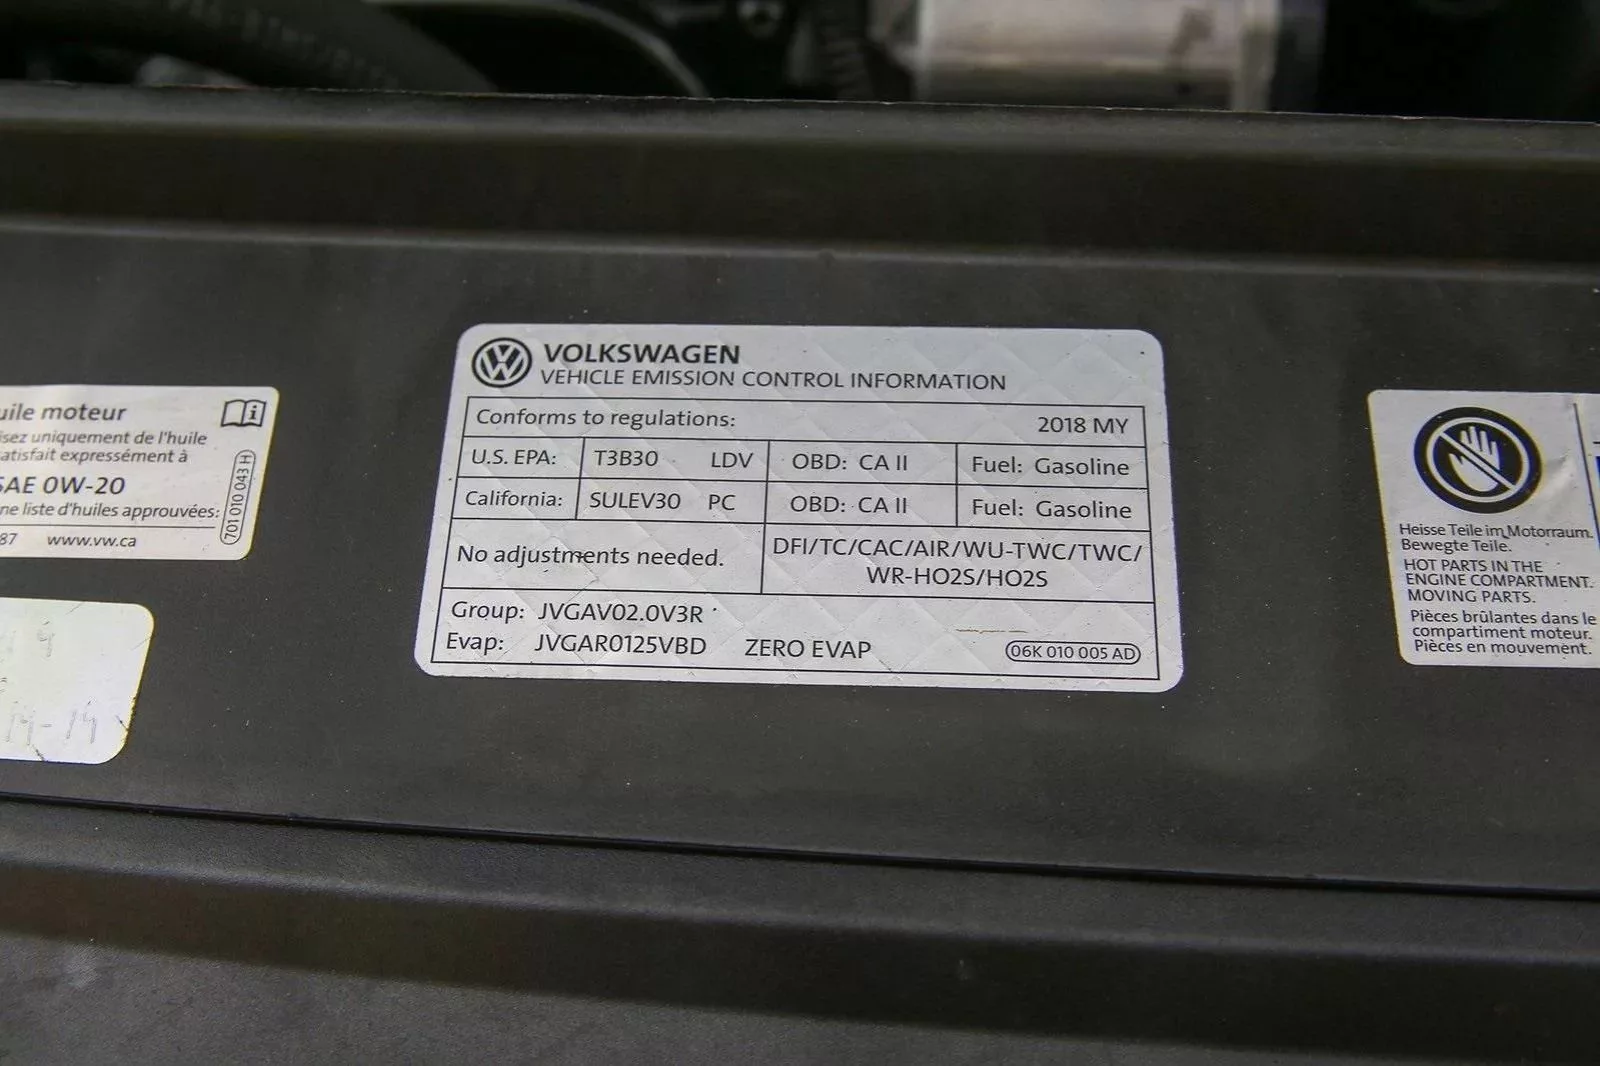 uile moteur
isez uniquement de l'huile
atisfait expressément à
SAE 0W-20
ne liste d'huiles approuvées:
87 www.vw.ca
701 010 043 H
VOLKSWAGEN
VEHICLE EMISSION CONTROL INFORMATION
Conforms to regulations: 2018 MY
U.S. EPA: T3B30 LDV OBD: CA II Fuel: Gasoline
California: SULEV30 PC OBD: CA II Fuel: Gasoline
No adjustments needed.
DFI/TC/CAC/AIR/WU-TWC/TWC/
WR-HO2S/HO2S
Group: JVGAV02.0V3R
Evap: JVGAR0125VBD ZERO EVAP 06K 010 005 AD
Heisse Teile im Motorraum.
Bewegte Teile.
HOT PARTS IN THE
ENGINE COMPARTMENT.
MOVING PARTS.
Pièces brûlantes dans le
compartiment moteur.
Pièces en mouvement.